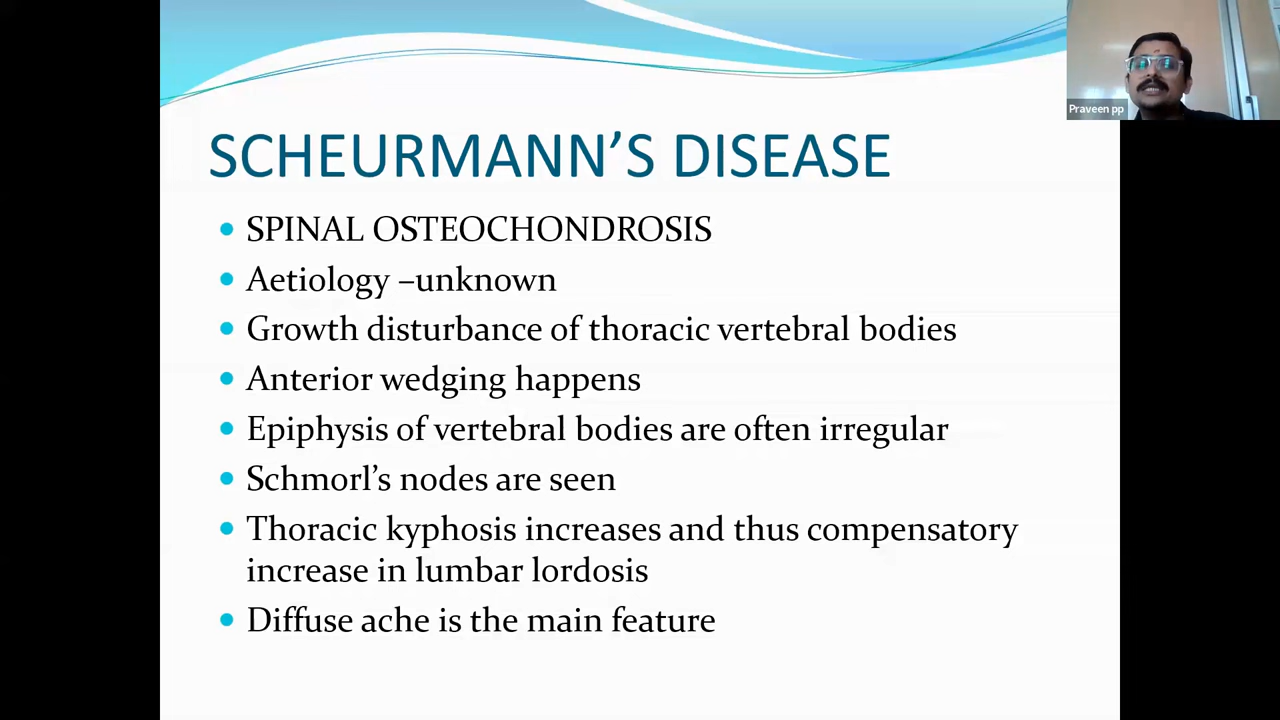 Praveen pp
SCHEURMANN’S DISEASE
SPINAL OSTEOCHONDROSIS
Aetiology –unknown
Growth disturbance of thoracic vertebral bodies
Anterior wedging happens
Epiphysis of vertebral bodies are often irregular
Schmorl’s nodes are seen
Thoracic kyphosis increases and thus compensatory
increase in lumbar lordosis
Diffuse ache is the main feature